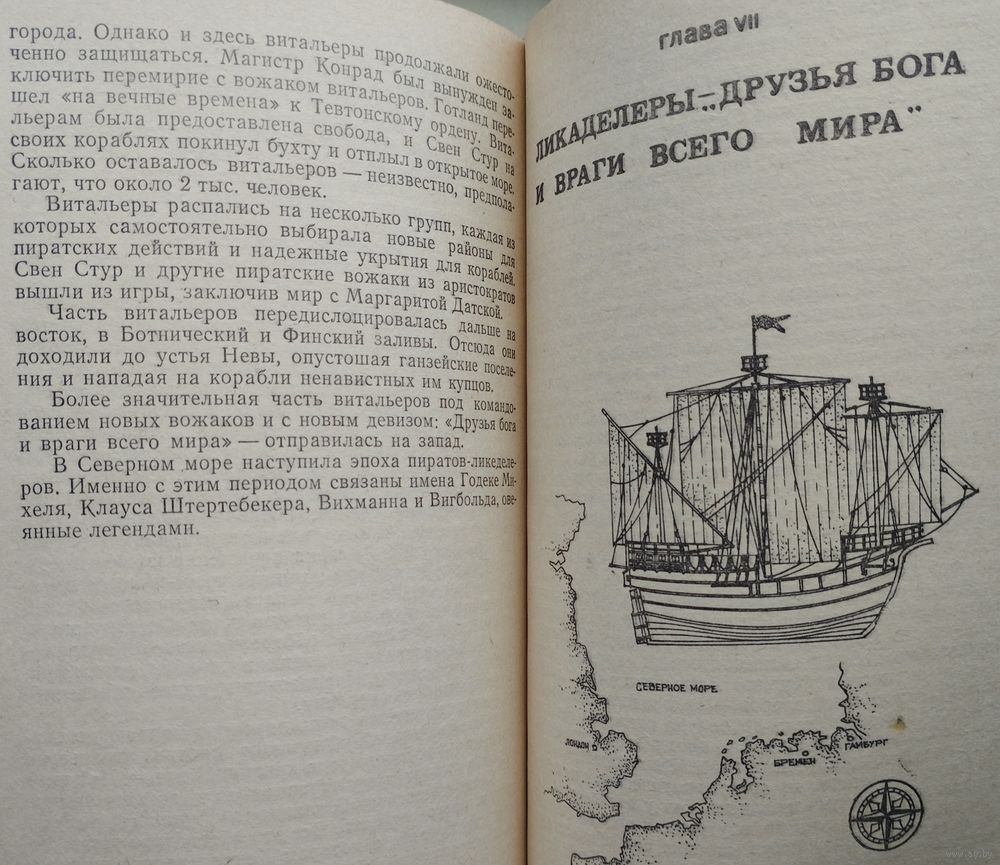 города. Однако и здесь витальеры продолжали ожесто-
ченно защищаться. Магистр Конрад был вынужден за-
ключить перемирие с вожаком витальеров. Готланд пере-
шел «на вечные времена» к Тевтонскому ордену. Вита-
льерам была предоставлена свобода, и Свен Стур на
своих кораблях покинул бухту и отплыл в открытое море.
Сколько оставалось витальеров — неизвестно, предпола-
гают, что около 2 тыс. человек.
Витальеры распались на несколько групп, каждая из
которых самостоятельно выбирала новые районы для
пиратских действий и надежные укрытия для кораблей.
Свен Стур и другие пиратские вожаки из аристократов
вышли из игры, заключив мир с Маргаритой Датской.
Часть витальеров передислоцировалась дальше на
восток, в Ботнический и Финский заливы. Отсюда они
доходили до устья Невы, опустошая ганзейские поселе-
ния и нападая на корабли ненавистных им купцов.
Более значительная часть витальеров под командо-
ванием новых вожаков и с новым девизом: «Друзья бога
и враги всего мира» — отправилась на запад.
В Северном море наступила эпоха пиратов-ликеделе-
ров. Именно с этим периодом связаны имена Годеке Ми-
хеля, Клауса Штертебекера, Вихманна и Вигбольда, ове-
янные легендами.
глава VII
ЛИКАДЕЛЕРЫ-„ДРУЗЬЯ БОГА
И ВРАГИ ВСЕГО МИРА"
СЕВЕРНОЕ МОРЕ
ЛОНДОН
ГАМБУРГ
БРЕМЕН